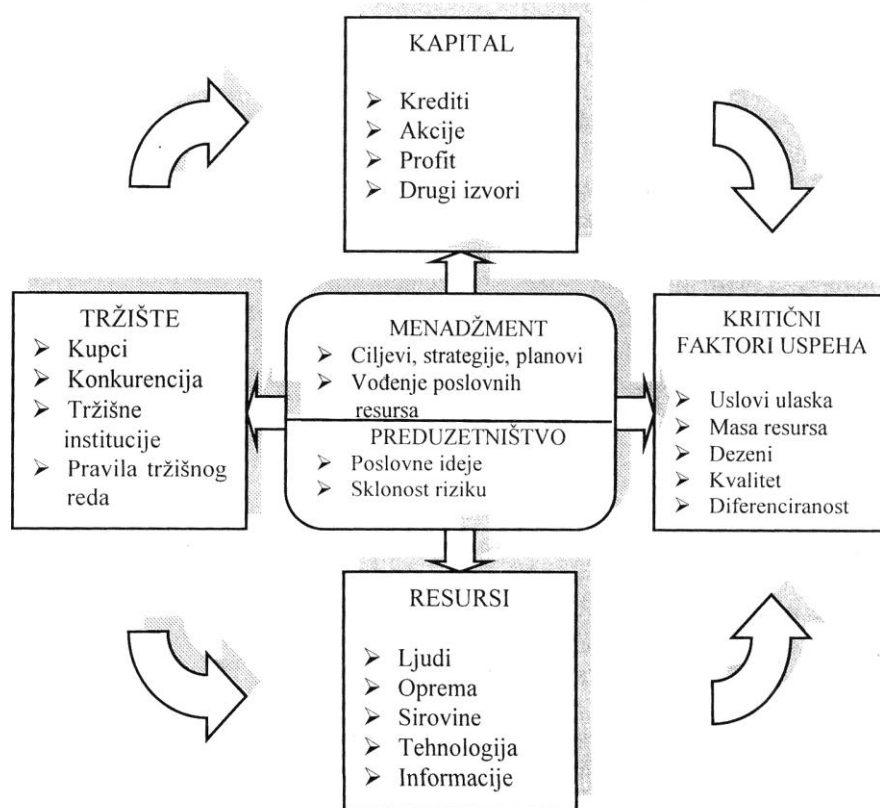 KAPITAL
➢ Krediti
➢ Akcije
➢ Profit
➢ Drugi izvori
TRŽIŠTE
➢ Kupci
➢ Konkurencija
➢ Tržišne
institucije
➢ Pravila tržišnog
reda
MENADŽMENT
➢ Ciljevi, strategije, planovi
➢ Vođenje poslovnih
resursa
PREDUZETNIŠTVO
➢ Poslovne ideje
➢ Sklonost riziku
KRITIČNI
FAKTORI USPEHA
➢ Uslovi ulaska
➢ Masa resursa
➢ Dezeni
➢ Kvalitet
➢ Diferenciranost
RESURSI
➢ Ljudi
➢ Oprema
➢ Sirovine
➢ Tehnologija
➢ Informacije